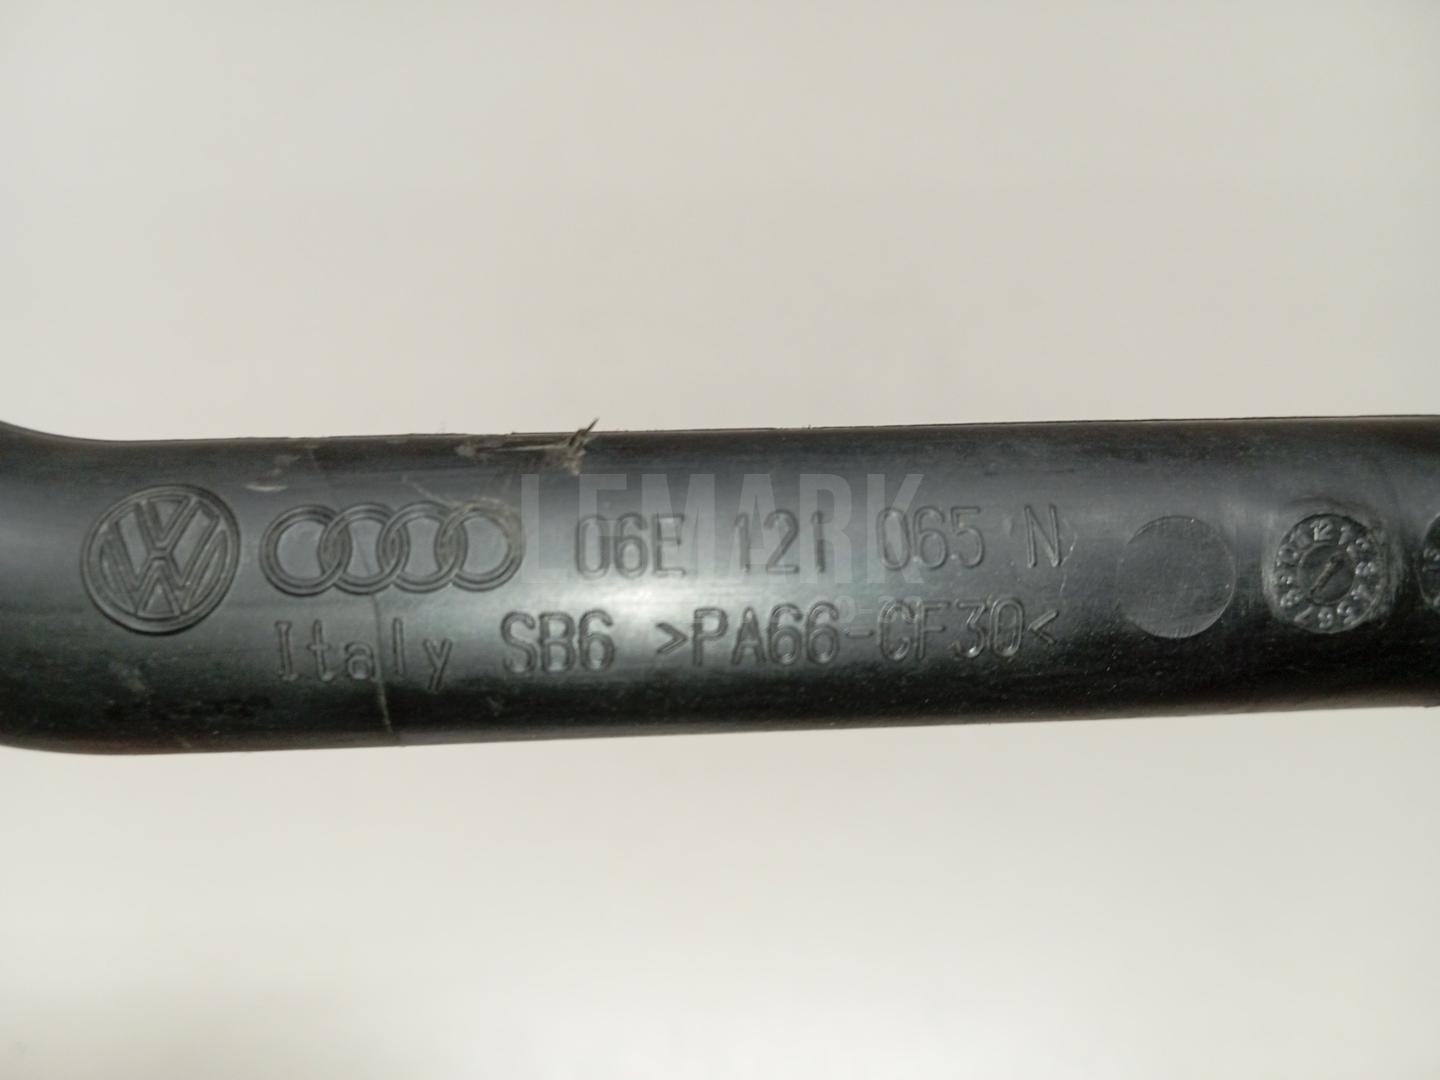 LEMARK
06E 121 065 N
Italy SB6 >PA66-GF30<